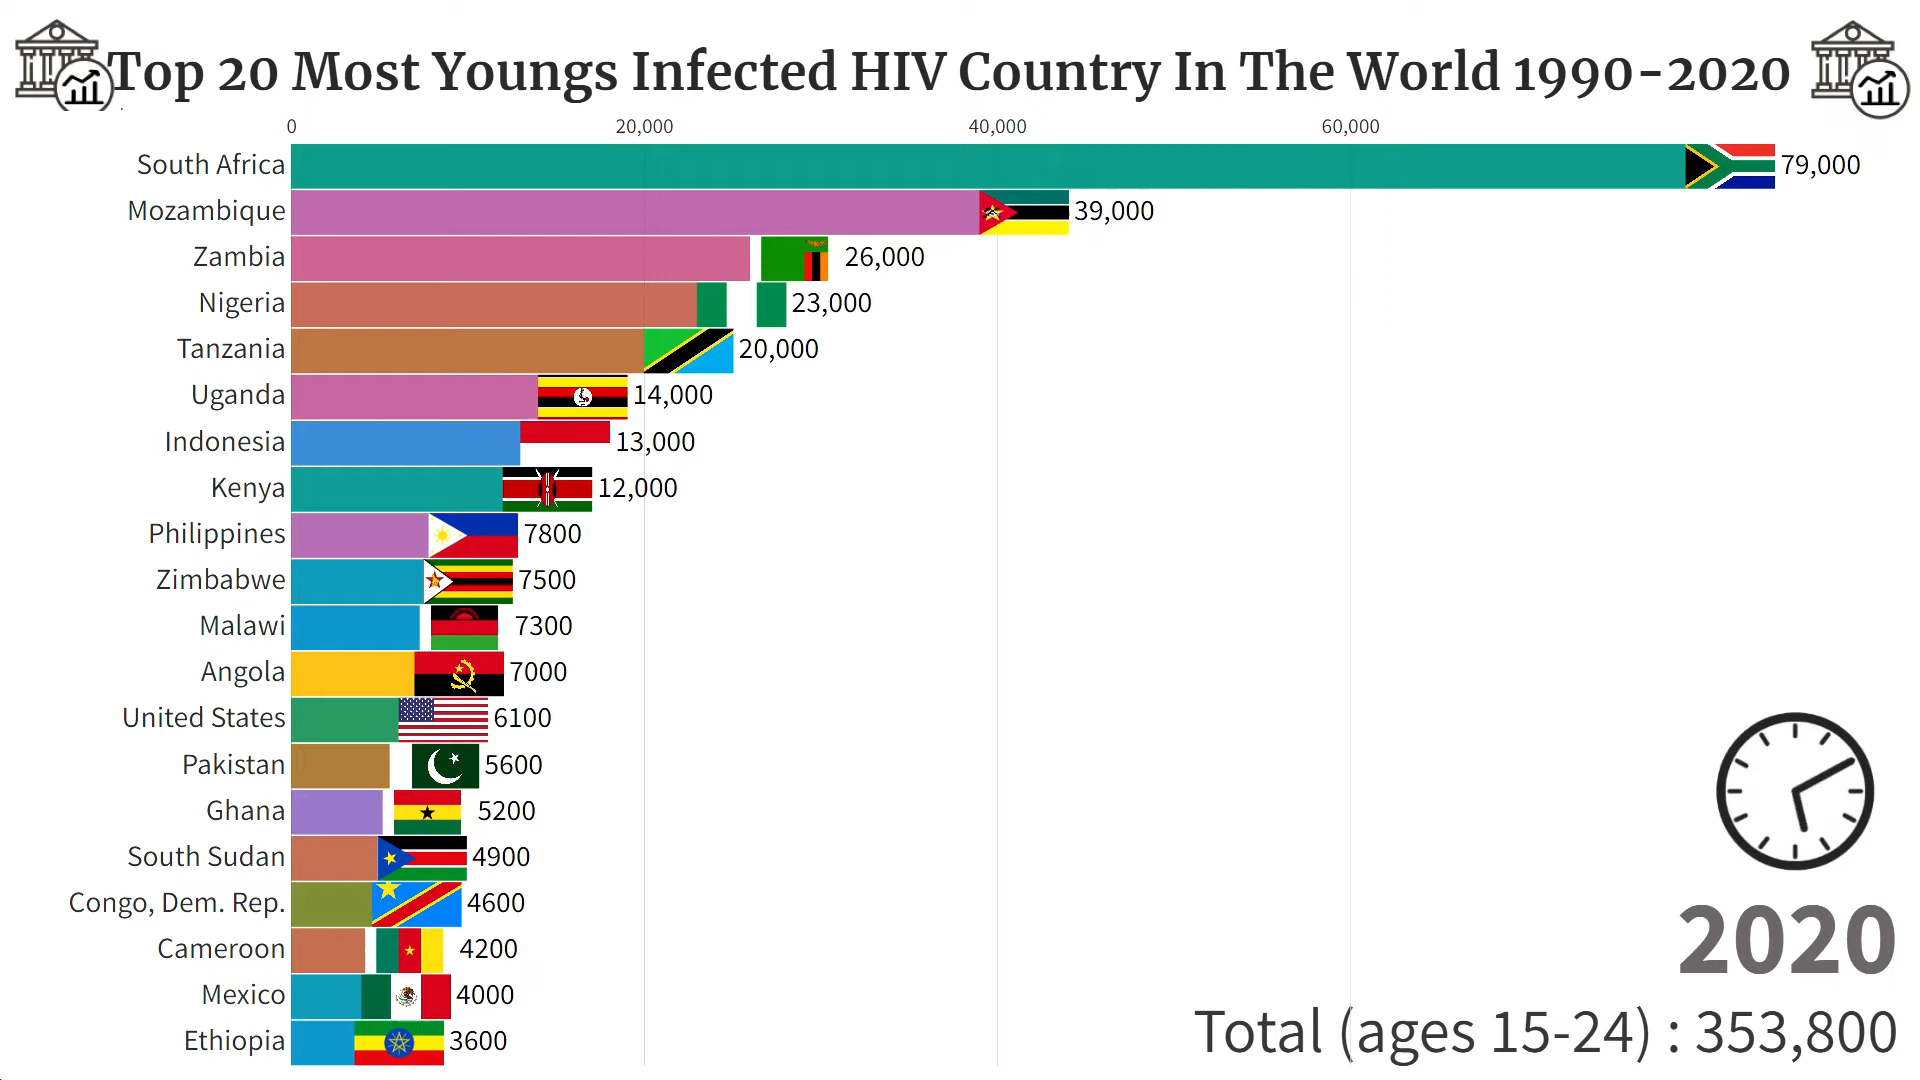 Top 20 Most Youngs Infected HIV Country In The World 1990-2020
0 20,000 40,000 60,000
South Africa 79,000
Mozambique 39,000
Zambia 26,000
Nigeria 23,000
Tanzania 20,000
Uganda 14,000
Indonesia 13,000
Kenya 12,000
Philippines 7800
Zimbabwe 7500
Malawi 7300
Angola 7000
United States 6100
Pakistan 5600
Ghana 5200
South Sudan 4900
Congo, Dem. Rep. 4600
Cameroon 4200
Mexico 4000
Ethiopia 3600
2020
Total (ages 15-24) : 353,800